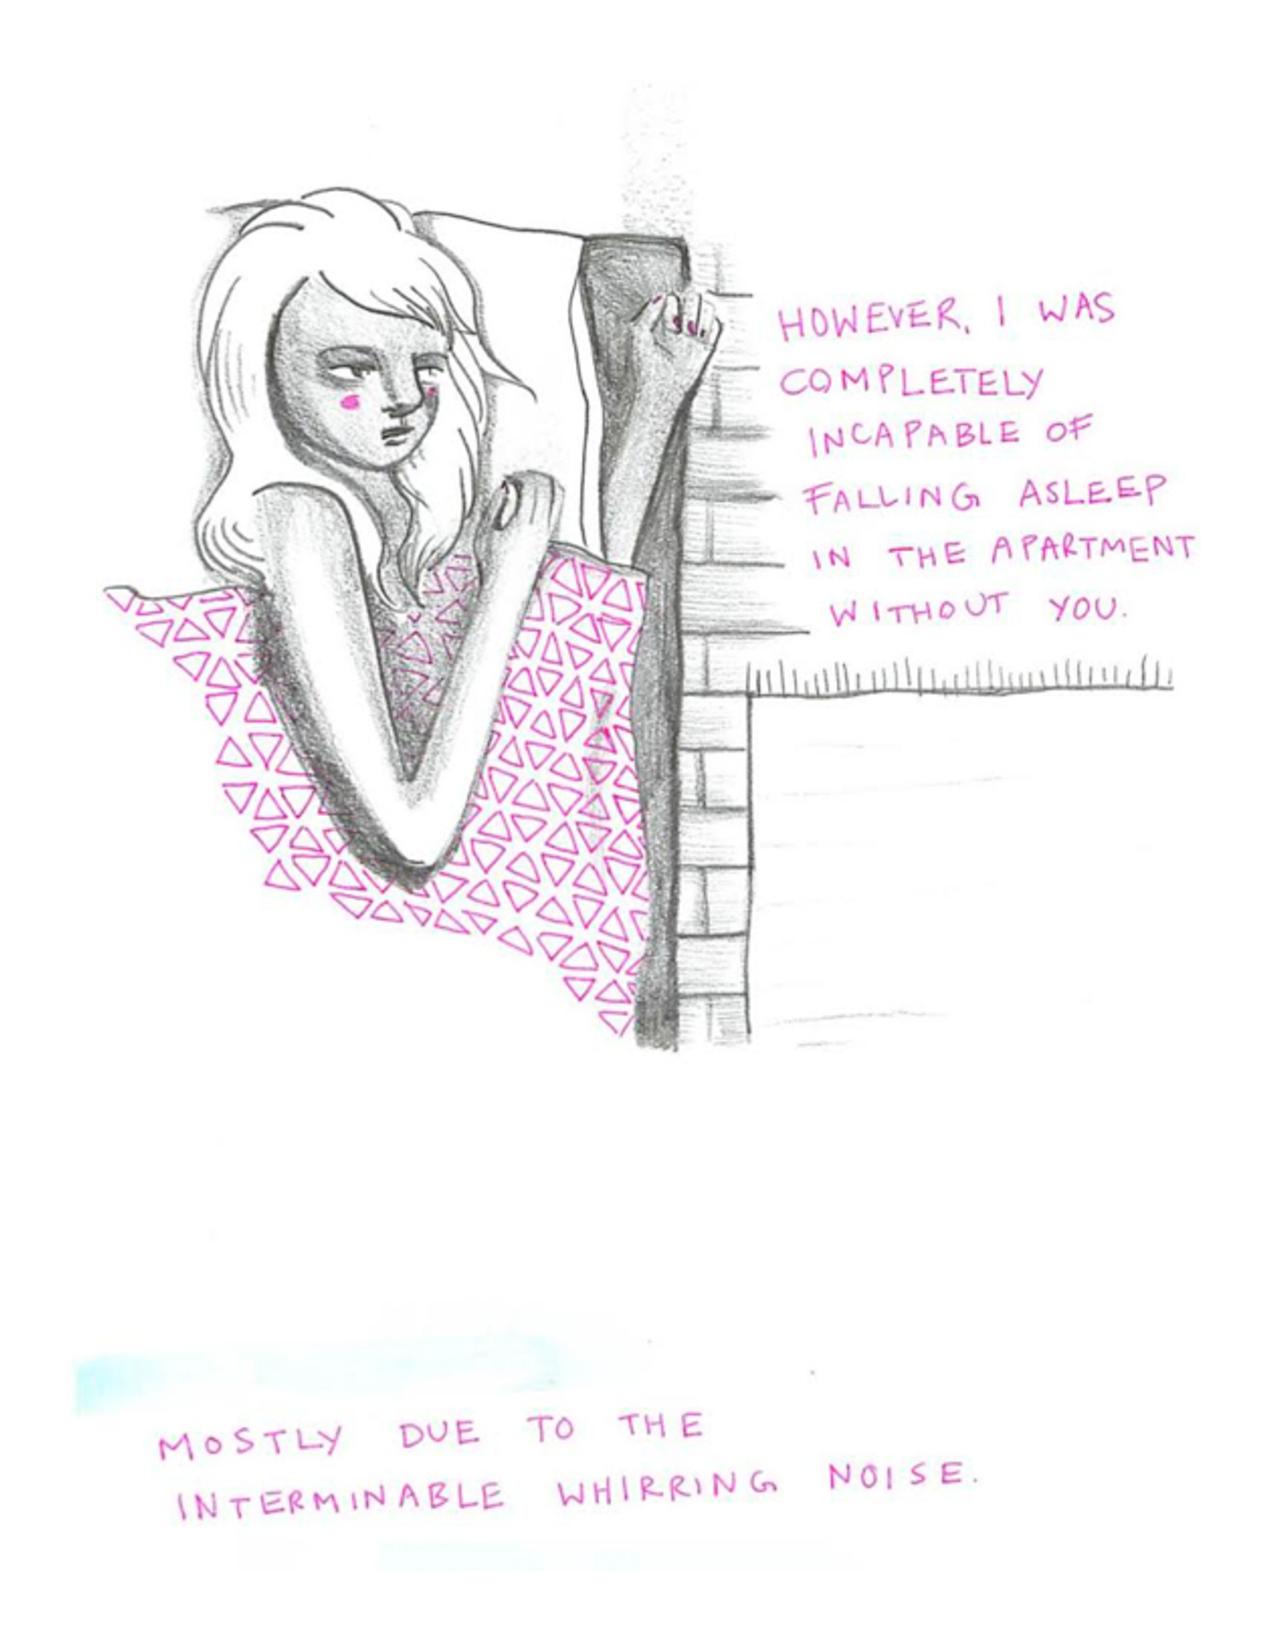 HOWEVER, I WAS
COMPLETELY
INCAPABLE OF
FALLING ASLEEP
IN THE APARTMENT
WITHOUT YOU.
MOSTLY DUE TO THE
INTERMINABLE WHIRRING NOISE.